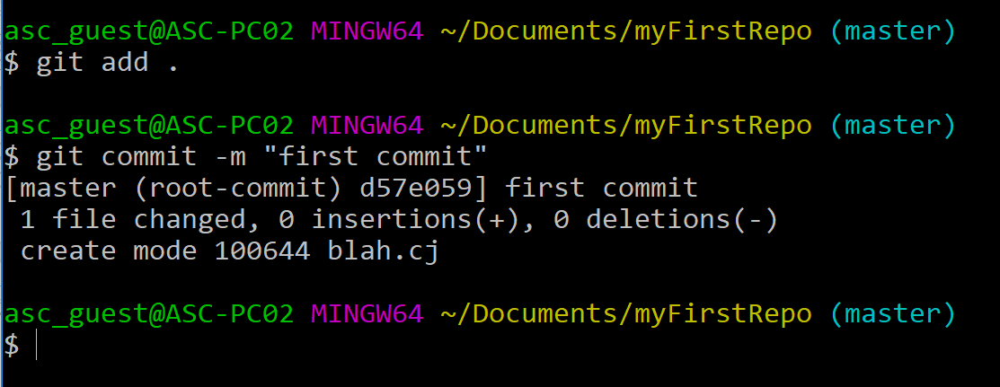 asc_guest@ASC-PC02 MINGW64 ~/Documents/myFirstRepo (master)
$ git add .
asc_guest@ASC-PC02 MINGW64 ~/Documents/myFirstRepo (master)
$ git commit -m "first commit"
[master (root-commit) d57e059] first commit
 1 file changed, 0 insertions(+), 0 deletions(-)
 create mode 100644 blah.cj
asc_guest@ASC-PC02 MINGW64 ~/Documents/myFirstRepo (master)
$